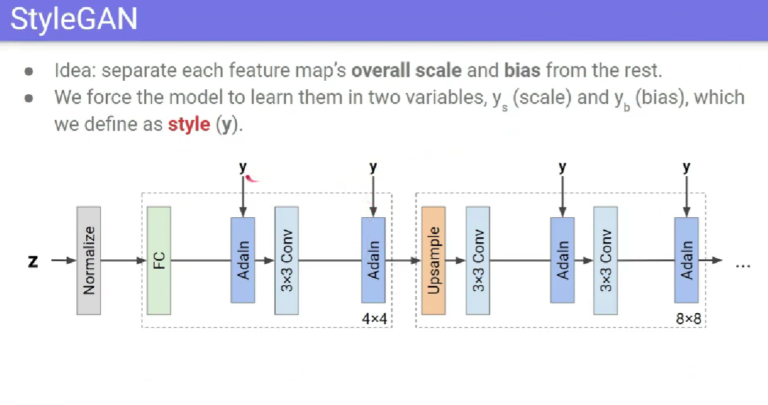 StyleGAN
● Idea: separate each feature map's overall scale and bias from the rest.
● We force the model to learn them in two variables, yₛ (scale) and y_b (bias), which
we define as style (y).
y
y
y
y
z
Normalize
FC
AdaIn
3×3 Conv
AdaIn
Upsample
3×3 Conv
AdaIn
3×3 Conv
AdaIn
...
4×4
8×8